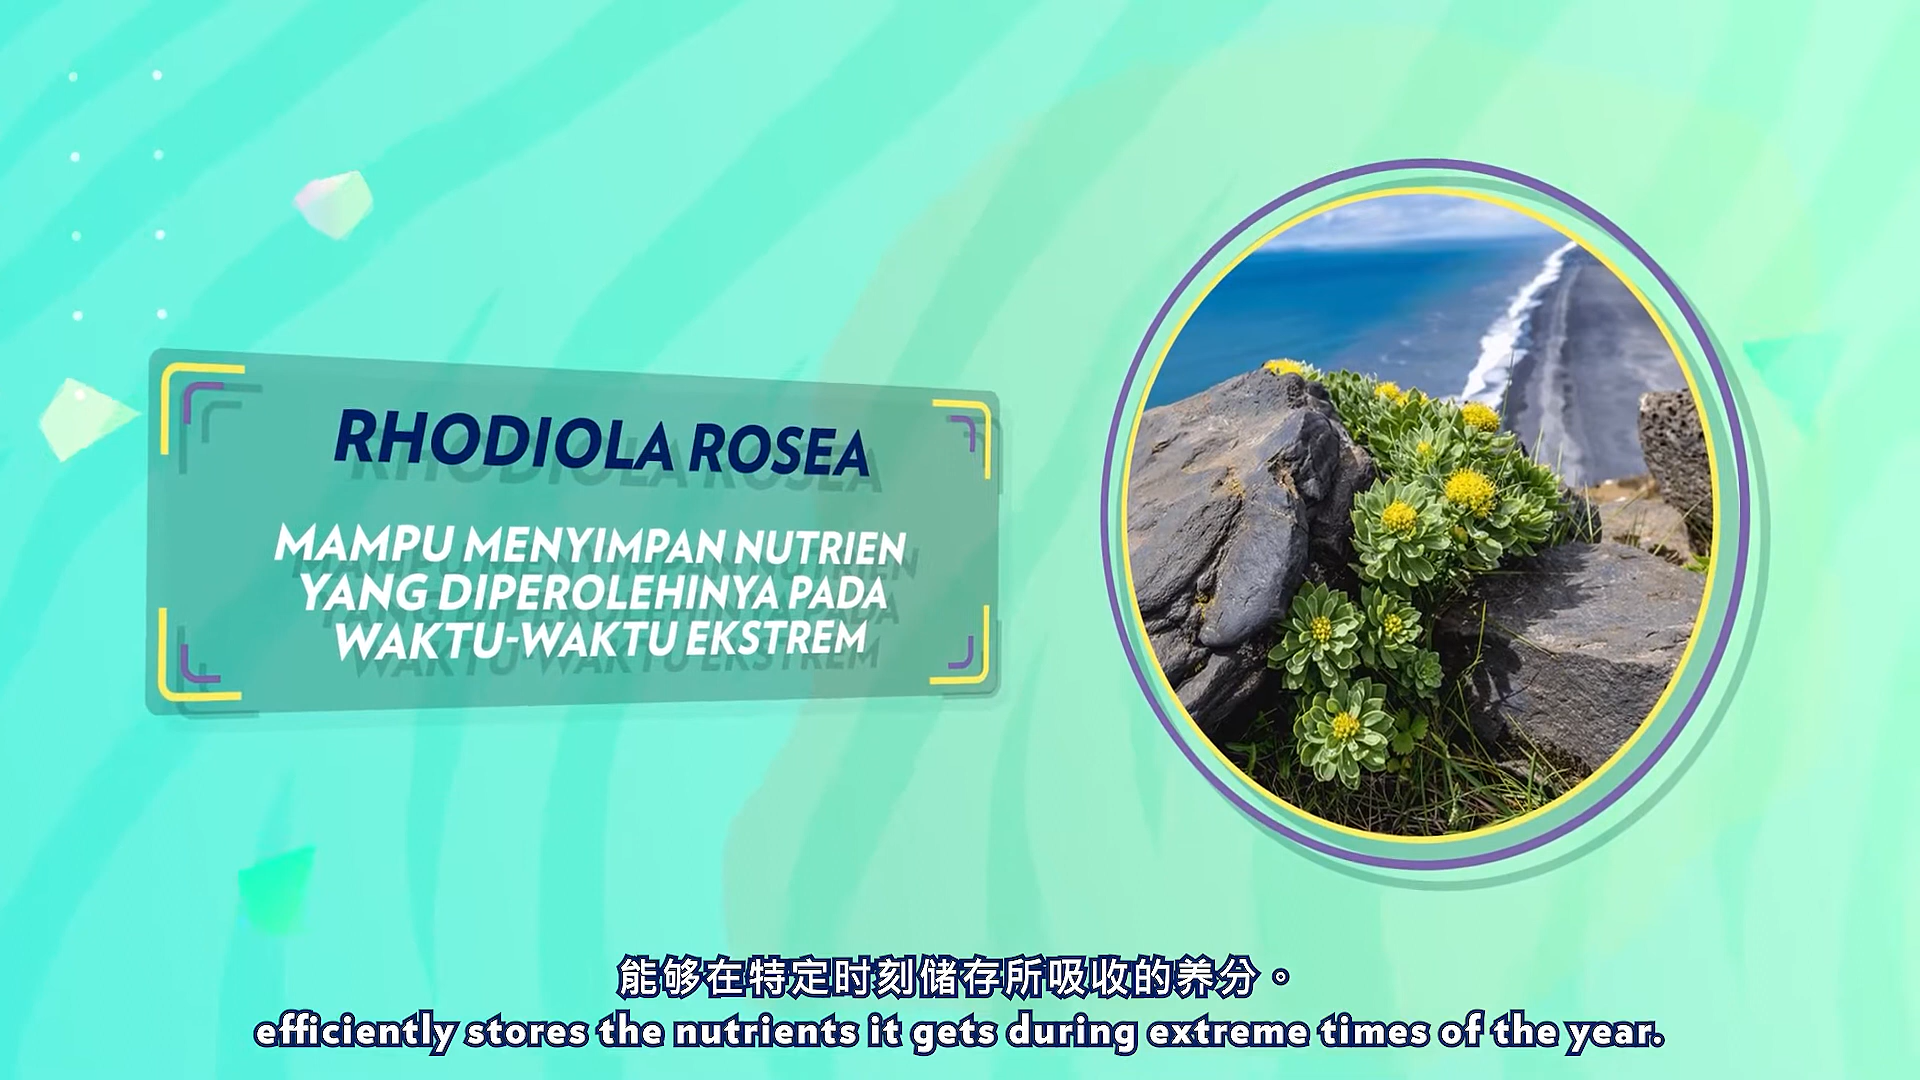 RHODIOLA ROSEA
MAMPU MENYIMPAN NUTRIEN
YANG DIPEROLEHINYA PADA
WAKTU-WAKTU EKSTREM
能够在特定时刻储存所吸收的养分。
efficiently stores the nutrients it gets during extreme times of the year.